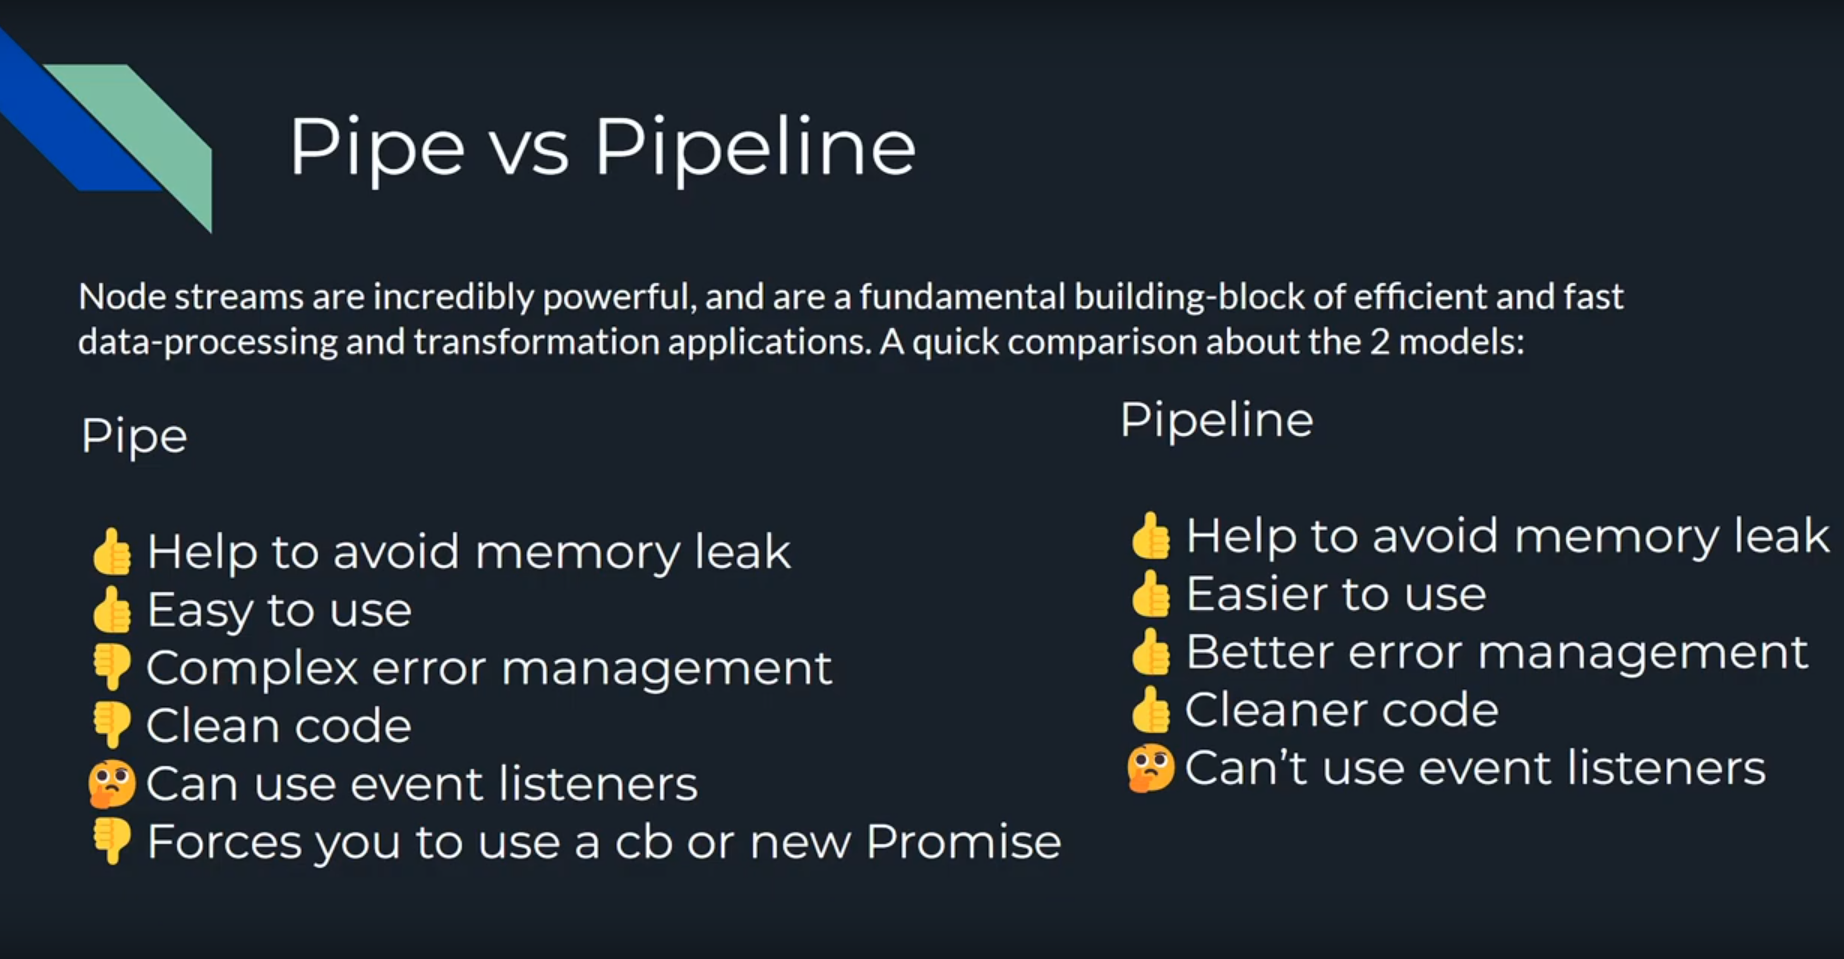 Pipe vs Pipeline
Node streams are incredibly powerful, and are a fundamental building-block of efficient and fast
data-processing and transformation applications. A quick comparison about the 2 models:
Pipe
👍 Help to avoid memory leak
👍 Easy to use
👎 Complex error management
👎 Clean code
🤔 Can use event listeners
👎 Forces you to use a cb or new Promise
Pipeline
👍 Help to avoid memory leak
👍 Easier to use
👍 Better error management
👍 Cleaner code
🤔 Can't use event listeners